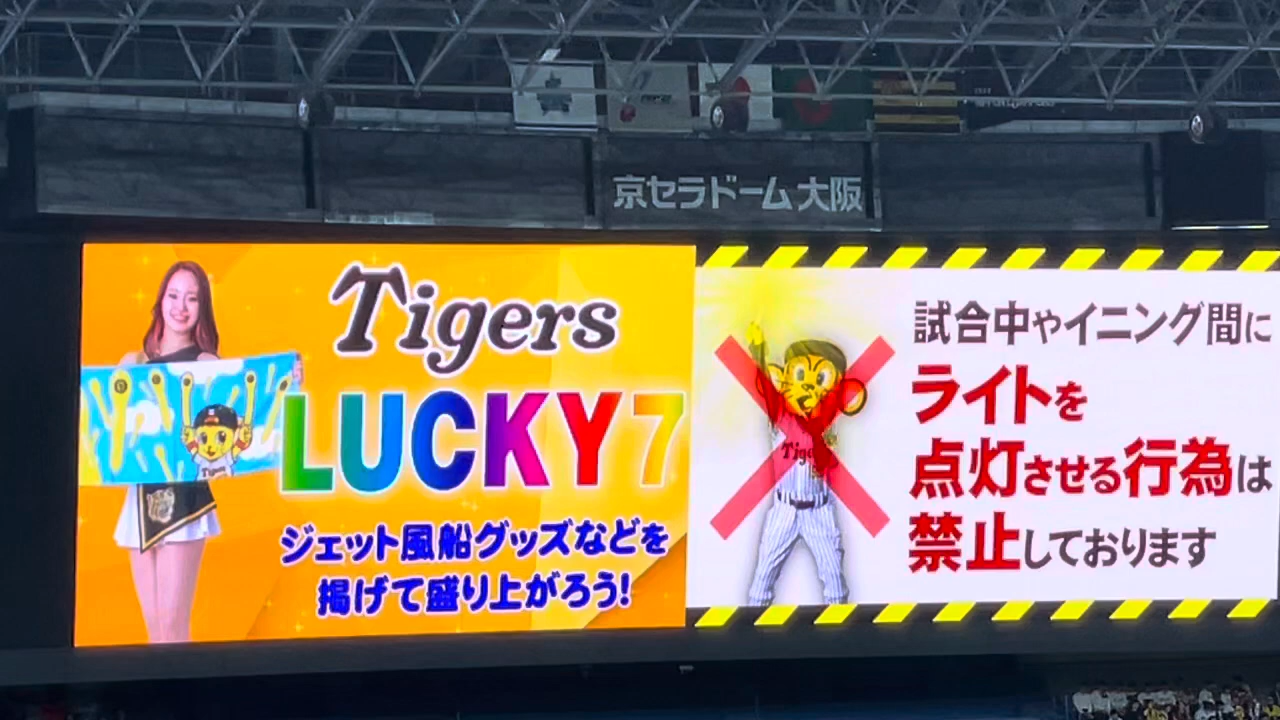 京セラドーム 大阪
Tigers
LUCKY 7
ジェット風船グッズなどを
掲げて盛り上がろう!
Tigers
試合中やイニング間に
ライトを
点灯させる行為は
禁止しております
Tigers